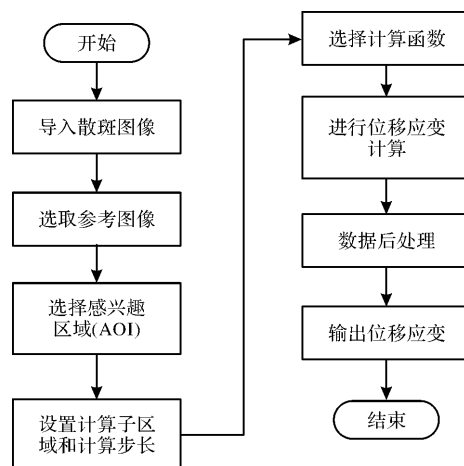 开始
导入散斑图像
选取参考图像
选择感兴趣
区域(AOI)
设置计算子区
域和计算步长
选择计算函数
进行位移应变
计算
数据后处理
输出位移应变
结束